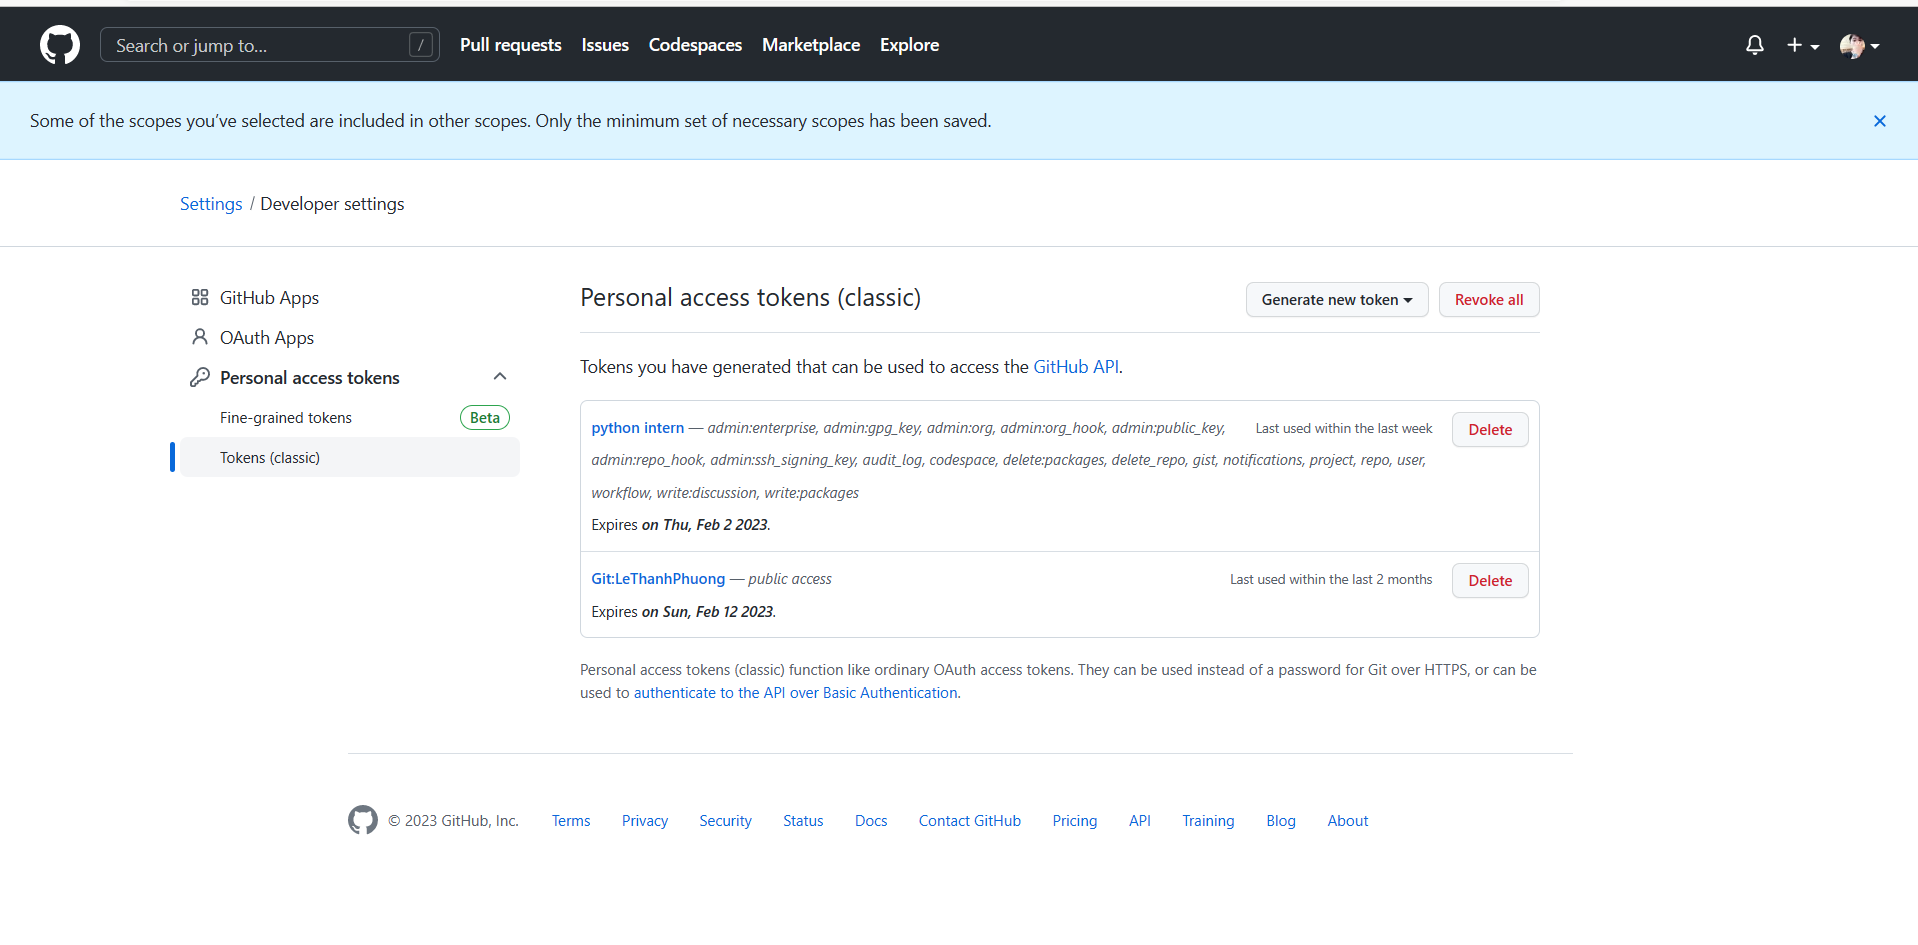 Search or jump to... /
Pull requests Issues Codespaces Marketplace Explore
Some of the scopes you’ve selected are included in other scopes. Only the minimum set of necessary scopes has been saved.
Settings / Developer settings
GitHub Apps
OAuth Apps
Personal access tokens
Fine-grained tokens Beta
Tokens (classic)
Personal access tokens (classic)
Generate new token Revoke all
Tokens you have generated that can be used to access the GitHub API.
python intern — admin:enterprise, admin:gpg_key, admin:org, admin:org_hook, admin:public_key, Last used within the last week Delete
admin:repo_hook, admin:ssh_signing_key, audit_log, codespace, delete:packages, delete_repo, gist, notifications, project, repo, user,
workflow, write:discussion, write:packages
Expires on Thu, Feb 2 2023.
Git:LeThanhPhuong — public access Last used within the last 2 months Delete
Expires on Sun, Feb 12 2023.
Personal access tokens (classic) function like ordinary OAuth access tokens. They can be used instead of a password for Git over HTTPS, or can be
used to authenticate to the API over Basic Authentication.
© 2023 GitHub, Inc. Terms Privacy Security Status Docs Contact GitHub Pricing API Training Blog About